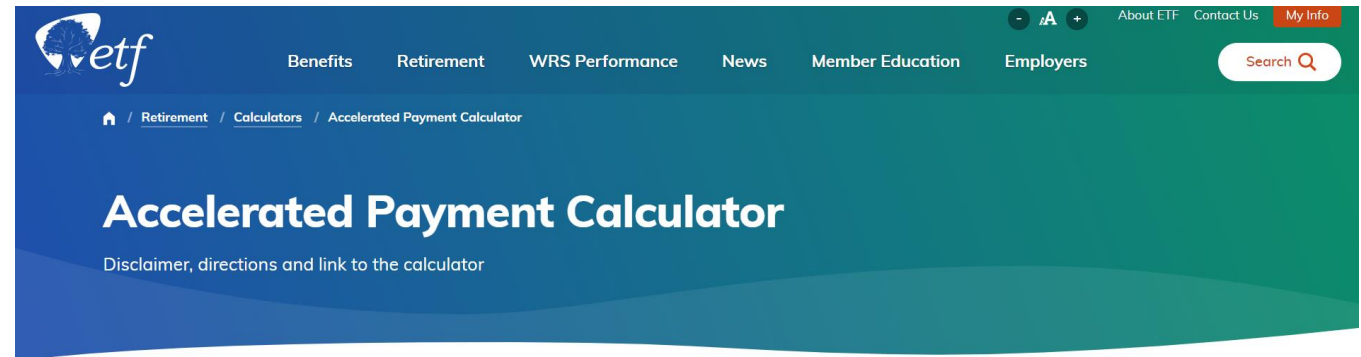 - AA + About ETF Contact Us My Info
etf
Benefits Retirement WRS Performance News Member Education Employers Search
/ Retirement / Calculators / Accelerated Payment Calculator
Accelerated Payment Calculator
Disclaimer, directions and link to the calculator